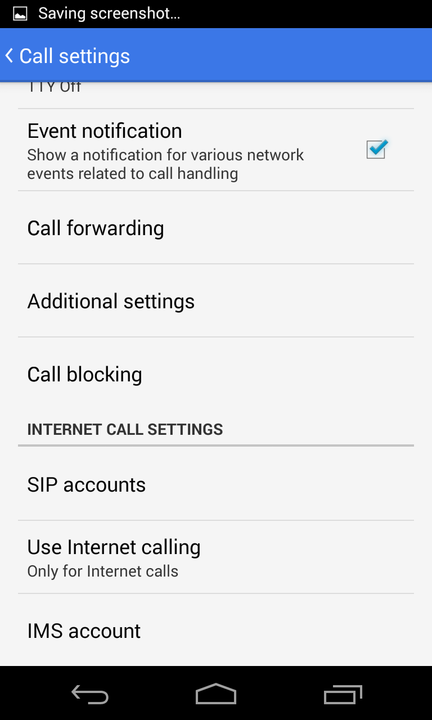 Saving screenshot...
Call settings
TTY Off
Event notification
Show a notification for various network
events related to call handling
Call forwarding
Additional settings
Call blocking
INTERNET CALL SETTINGS
SIP accounts
Use Internet calling
Only for Internet calls
IMS account